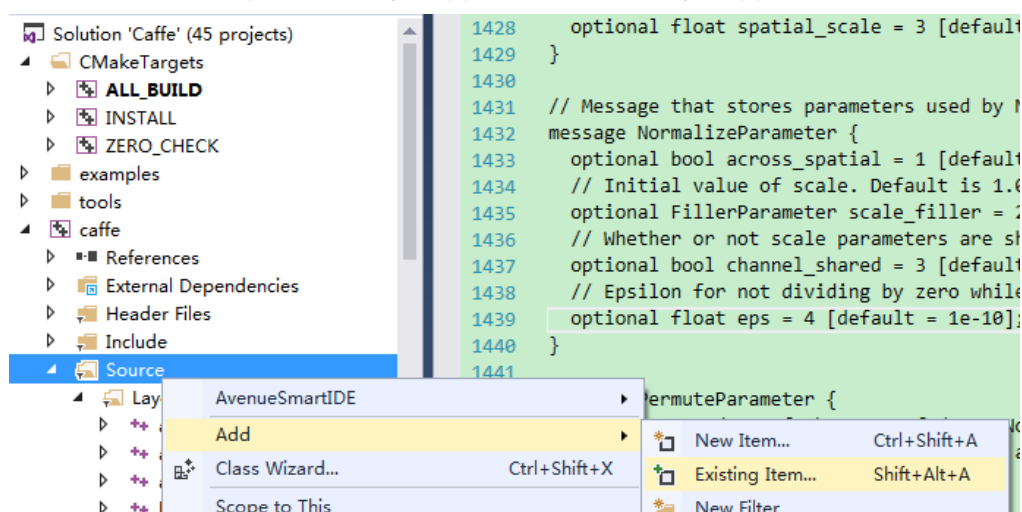 Solution 'Caffe' (45 projects)
CMakeTargets
ALL_BUILD
INSTALL
ZERO_CHECK
examples
tools
caffe
References
External Dependencies
Header Files
Include
Source
Lay
AvenueSmartIDE
Add
Class Wizard... Ctrl+Shift+X
Scope to This
New Item... Ctrl+Shift+A
Existing Item... Shift+Alt+A
New Filter
1428 optional float spatial_scale = 3 [default
1429 }
1430
1431 // Message that stores parameters used by
1432 message NormalizeParameter {
1433 optional bool across_spatial = 1 [default
1434 // Initial value of scale. Default is 1.0
1435 optional FillerParameter scale_filler = 2
1436 // Whether or not scale parameters are sh
1437 optional bool channel_shared = 3 [default
1438 // Epsilon for not dividing by zero while
1439 optional float eps = 4 [default = 1e-10];
1440 }
1441
PermuteParameter {